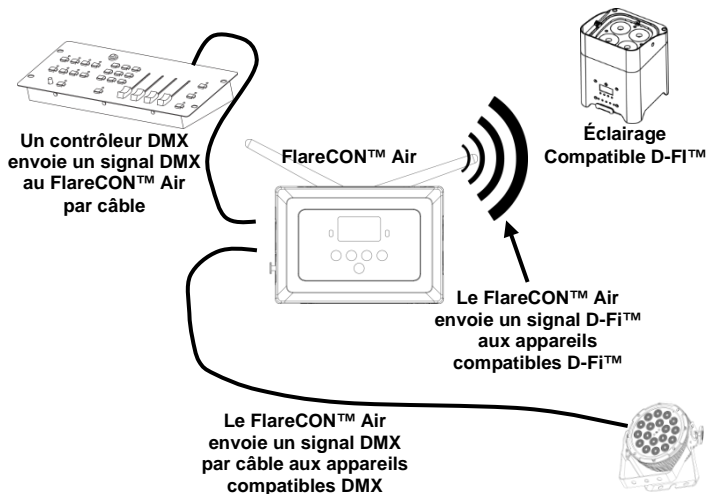 Un contrôleur DMX
envoie un signal DMX
au FlareCON™ Air
par câble
FlareCON™ Air
Éclairage
Compatible D-FI™
Le FlareCON™ Air
envoie un signal D-Fi™
aux appareils
compatibles D-Fi™
Le FlareCON™ Air
envoie un signal DMX
par câble aux appareils
compatibles DMX